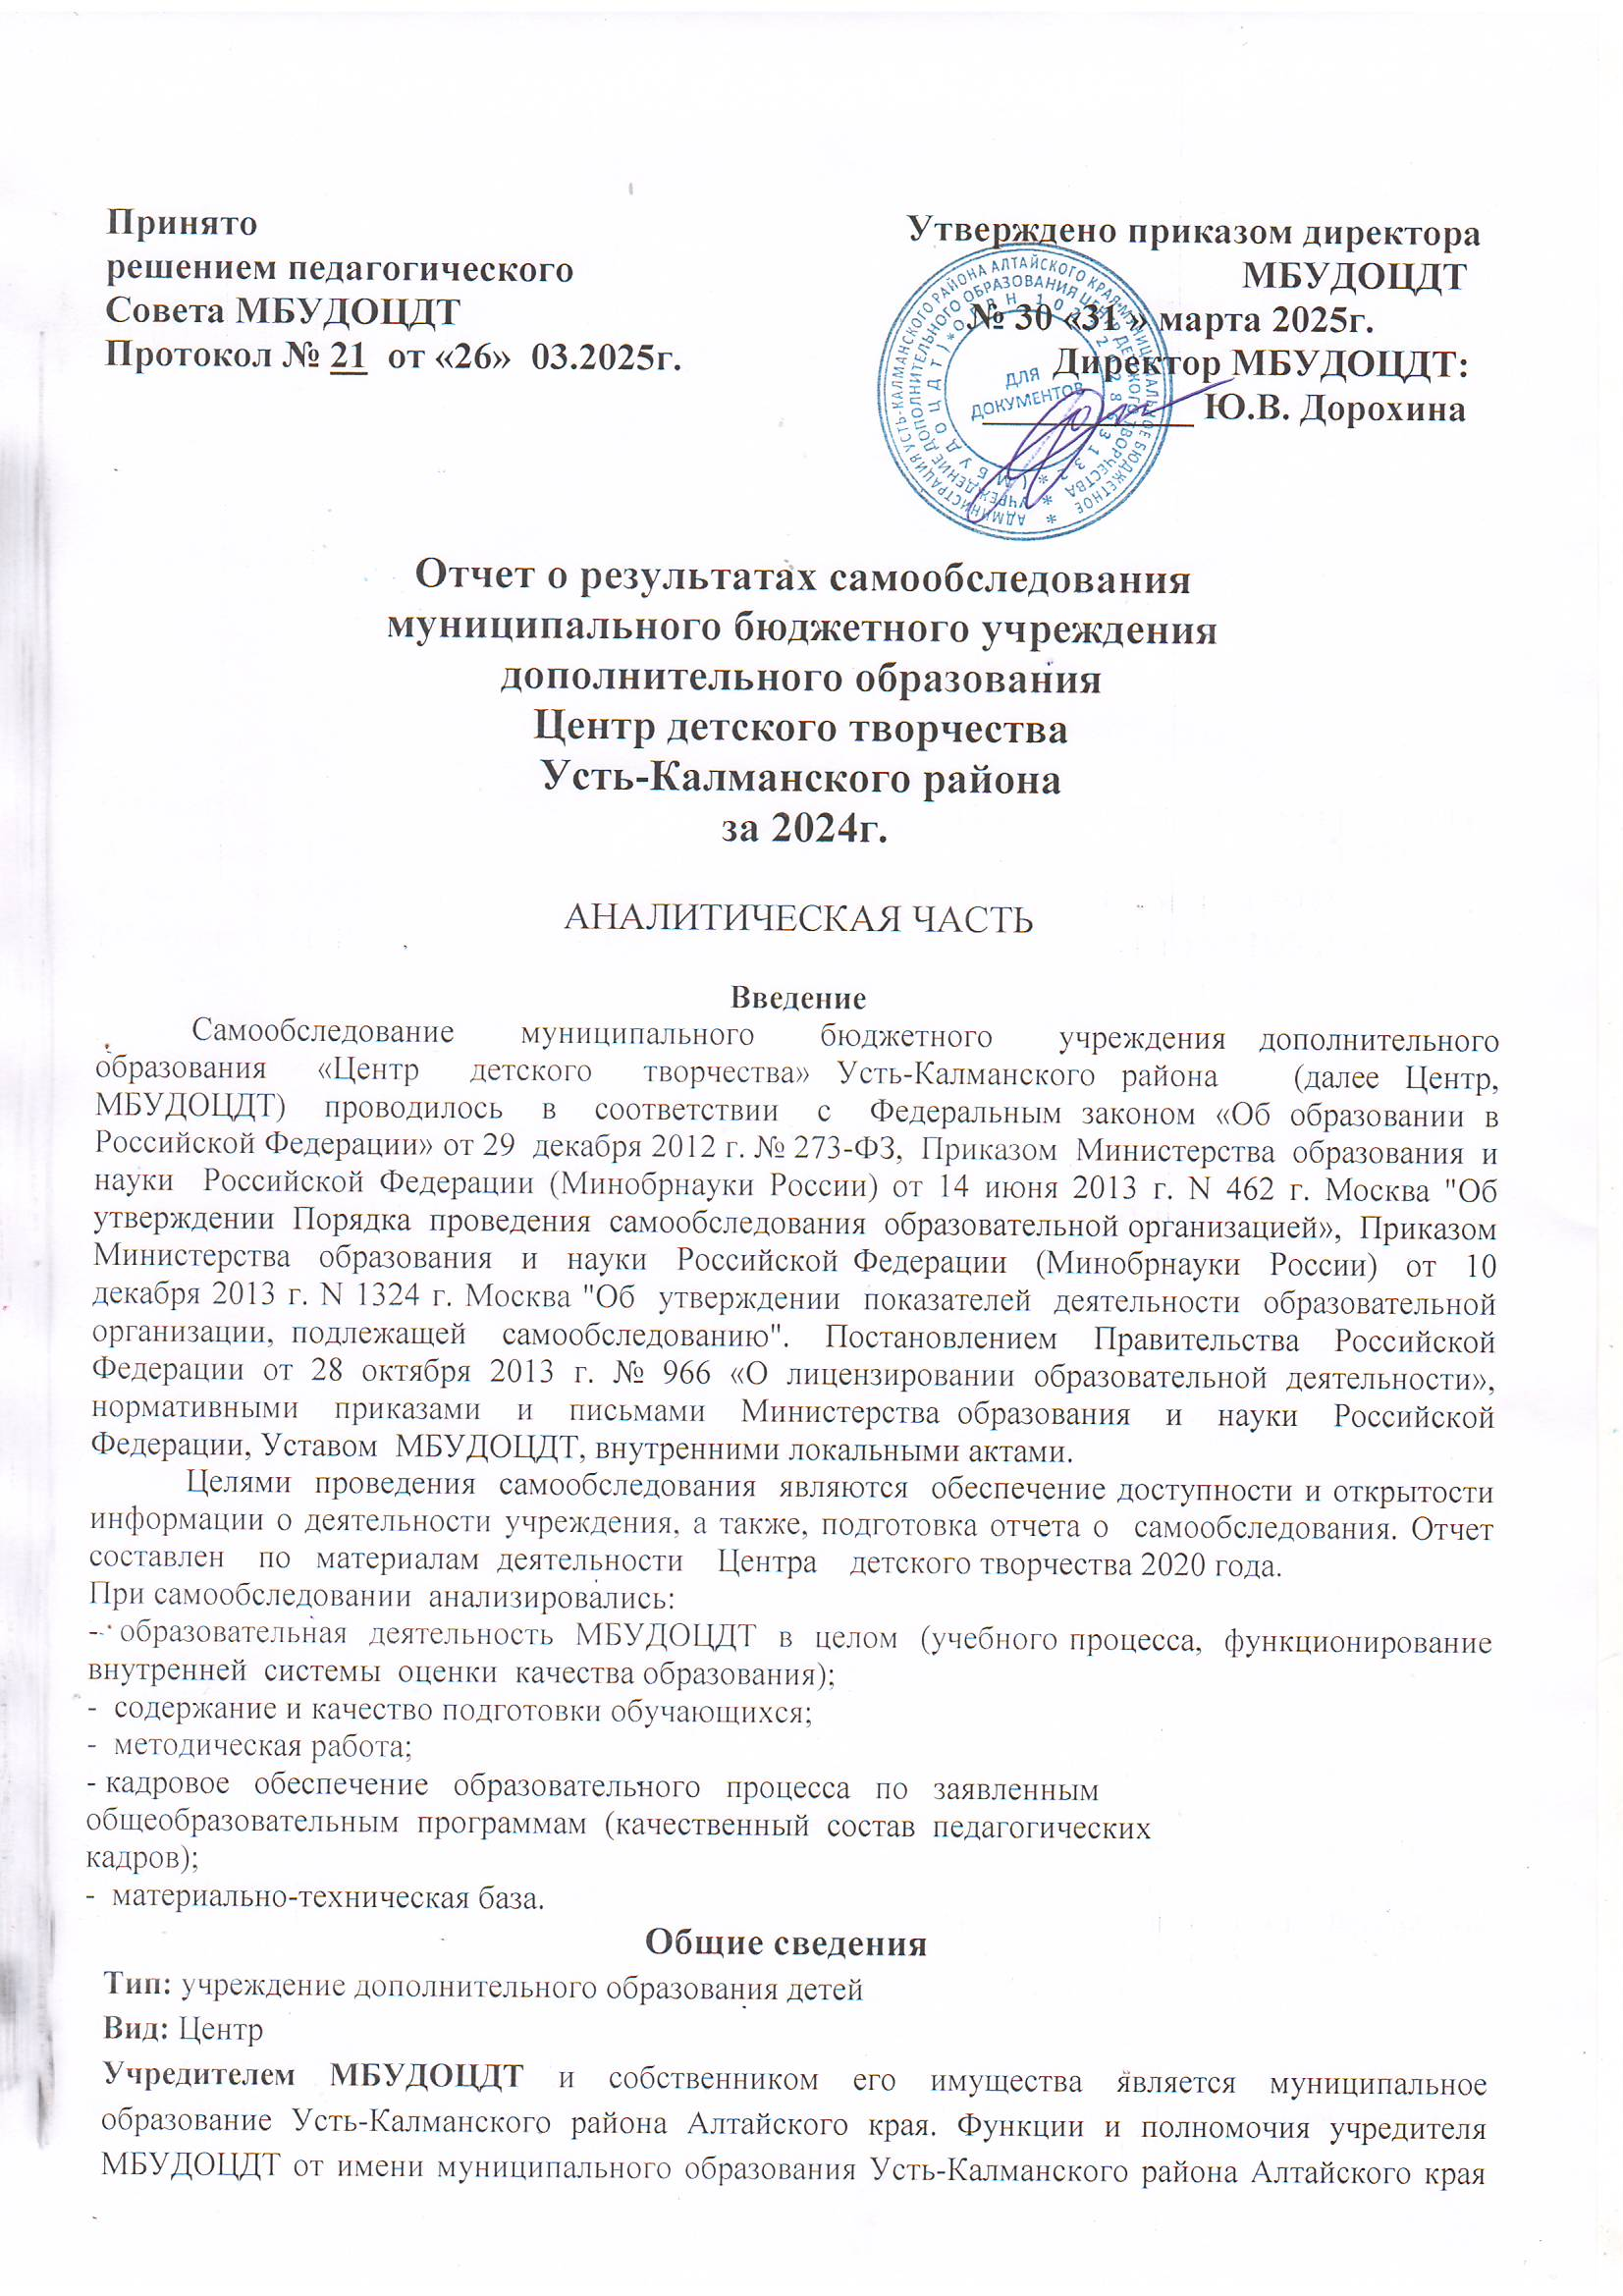 Принято
решением педагогического
Совета МБУДОЦДТ
Протокол № 21 от «26» 03.2025г.
Утверждено приказом директора
МБУДОЦДТ
№ 30 «31 » марта 2025г.
Директор МБУДОЦДТ:
Ю.В. Дорохина
ДЛЯ
ДОКУМЕНТОВ
Отчет о результатах самообследования
муниципального бюджетного учреждения
дополнительного образования
Центр детского творчества
Усть-Калманского района
за 2024г.
АНАЛИТИЧЕСКАЯ ЧАСТЬ
Введение
Самообследование муниципального бюджетного учреждения дополнительного
образования «Центр детского творчества» Усть-Калманского района (далее Центр,
МБУДОЦДТ) проводилось в соответствии с Федеральным законом «Об образовании в
Российской Федерации» от 29 декабря 2012 г. № 273-ФЗ, Приказом Министерства образования и
науки Российской Федерации (Минобрнауки России) от 14 июня 2013 г. N 462 г. Москва "Об
утверждении Порядка проведения самообследования образовательной организацией», Приказом
Министерства образования и науки Российской Федерации (Минобрнауки России) от 10
декабря 2013 г. N 1324 г. Москва "Об утверждении показателей деятельности образовательной
организации, подлежащей самообследованию". Постановлением Правительства Российской
Федерации от 28 октября 2013 г. № 966 «О лицензировании образовательной деятельности»,
нормативными приказами и письмами Министерства образования и науки Российской
Федерации, Уставом МБУДОЦДТ, внутренними локальными актами.
Целями проведения самообследования являются обеспечение доступности и открытости
информации о деятельности учреждения, а также, подготовка отчета о самообследования. Отчет
составлен по материалам деятельности Центра детского творчества 2020 года.
При самообследовании анализировались:
- образовательная деятельность МБУДОЦДТ в целом (учебного процесса, функционирование
внутренней системы оценки качества образования);
- содержание и качество подготовки обучающихся;
- методическая работа;
- кадровое обеспечение образовательного процесса по заявленным
общеобразовательным программам (качественный состав педагогических
кадров);
- материально-техническая база.
Общие сведения
Тип: учреждение дополнительного образования детей
Вид: Центр
Учредителем МБУДОЦДТ и собственником его имущества является муниципальное
образование Усть-Калманского района Алтайского края. Функции и полномочия учредителя
МБУДОЦДТ от имени муниципального образования Усть-Калманского района Алтайского края